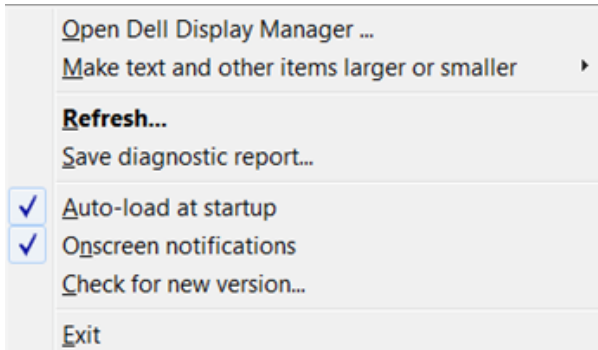 Open Dell Display Manager ...
Make text and other items larger or smaller
Refresh...
Save diagnostic report...
Auto-load at startup
Onscreen notifications
Check for new version...
Exit